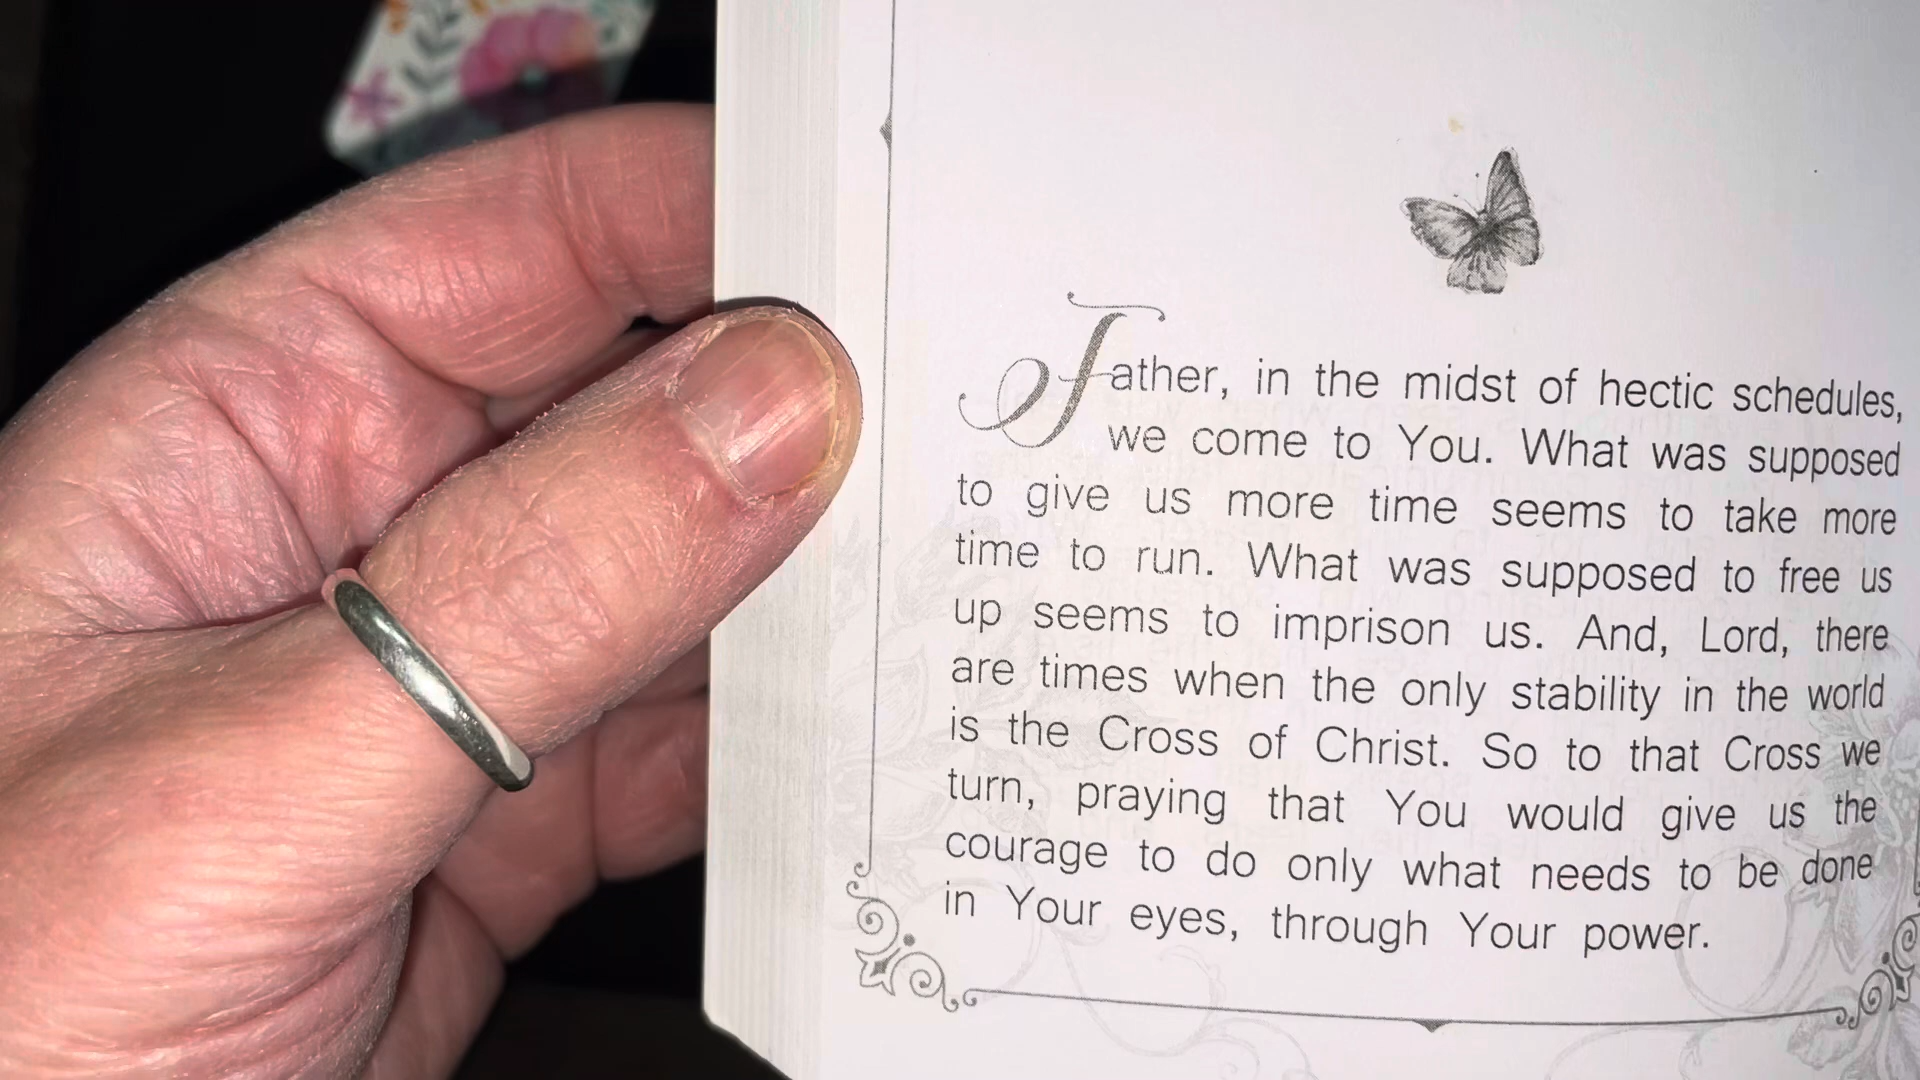 Father, in the midst of hectic schedules,
we come to You. What was supposed
to give us more time seems to take more
time to run. What was supposed to free us
up seems to imprison us. And, Lord, there
are times when the only stability in the world
is the Cross of Christ. So to that Cross we
turn, praying that You would give us the
courage to do only what needs to be done
in Your eyes, through Your power.